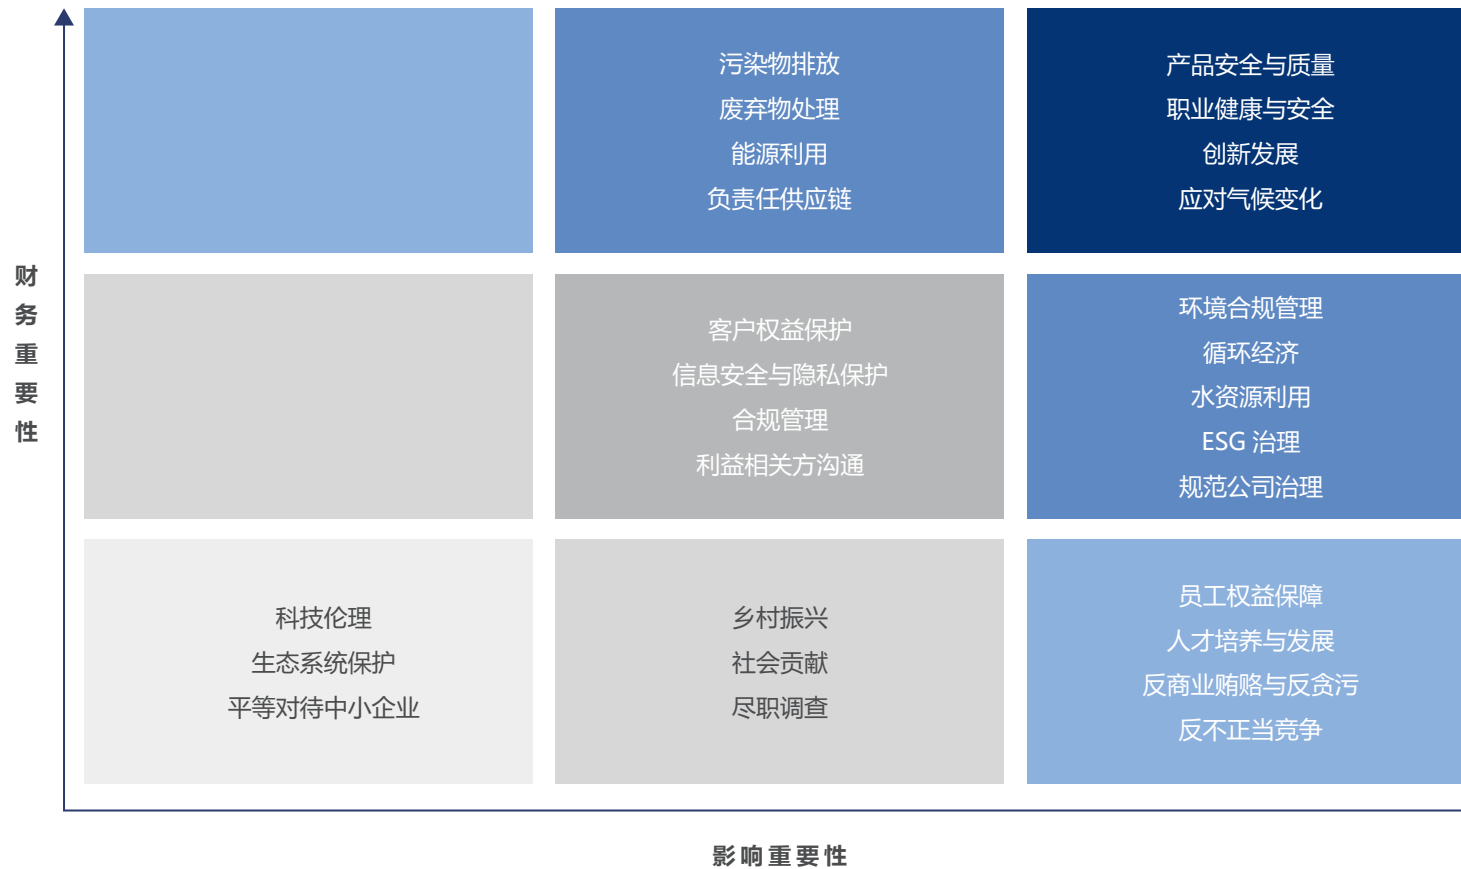 财务重要性
污染物排放
废弃物处理
能源利用
负责任供应链
产品安全与质量
职业健康与安全
创新发展
应对气候变化
客户权益保护
信息安全与隐私保护
合规管理
利益相关方沟通
环境合规管理
循环经济
水资源利用
ESG 治理
规范公司治理
科技伦理
生态系统保护
平等对待中小企业
乡村振兴
社会贡献
尽职调查
员工权益保障
人才培养与发展
反商业贿赂与反贪污
反不正当竞争
影响重要性